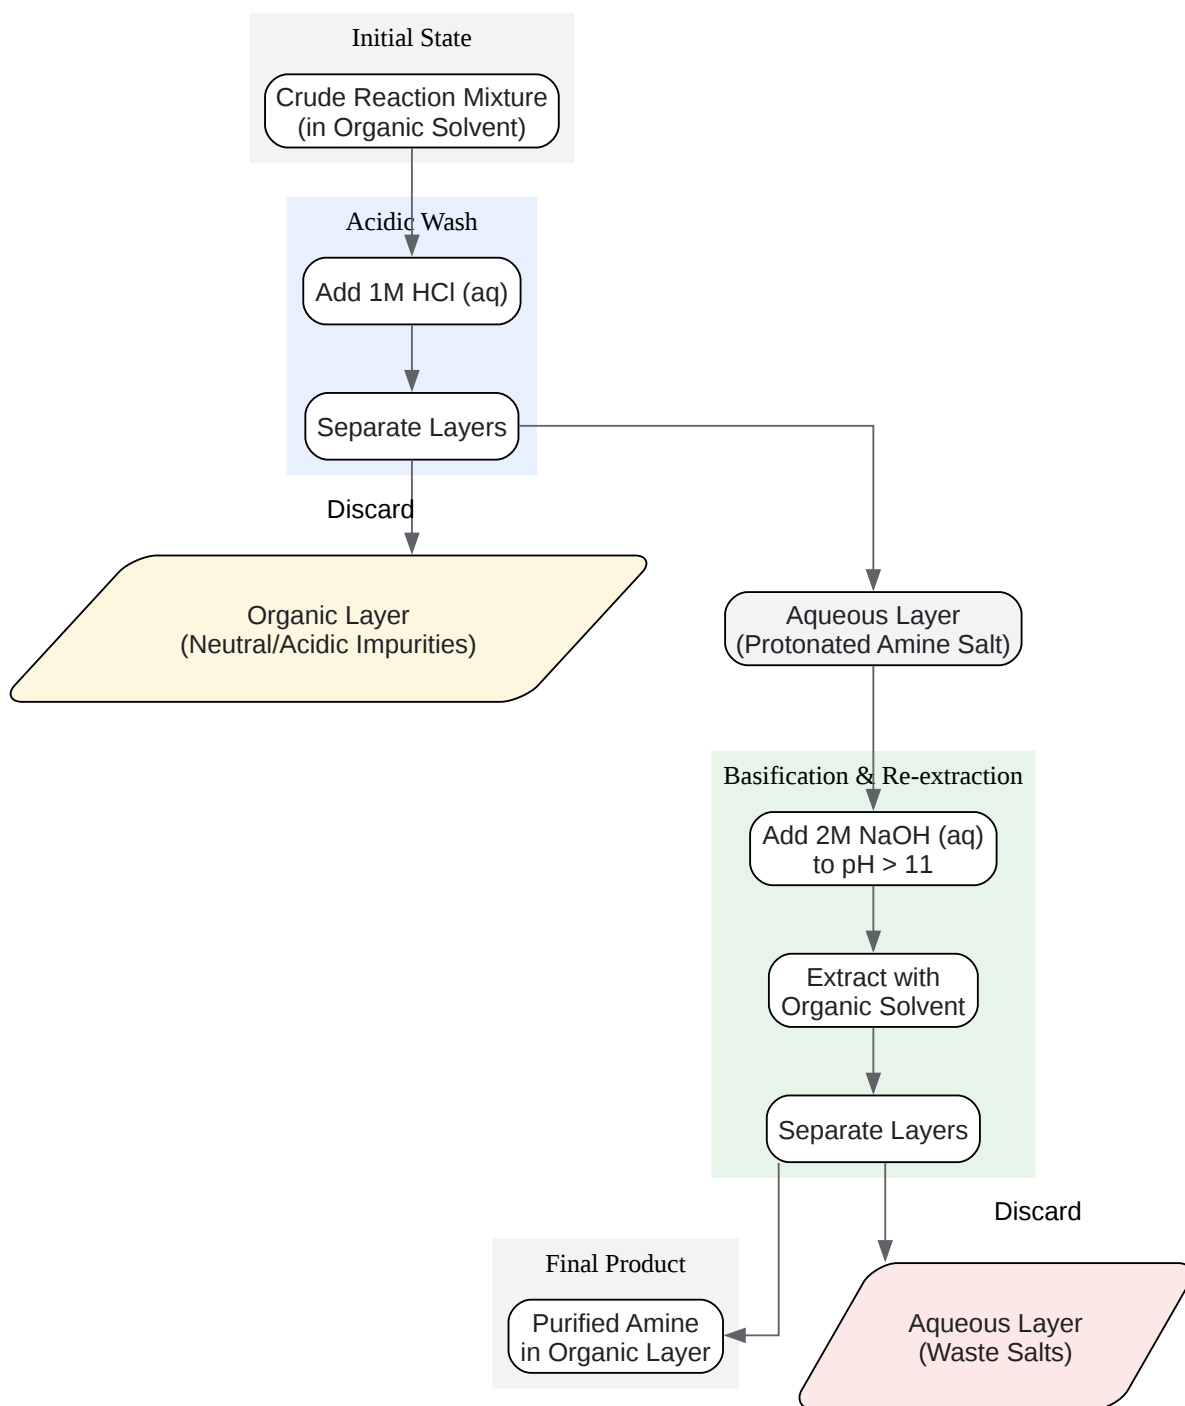 Initial State
Crude Reaction Mixture
(in Organic Solvent)
Acidic Wash
Add 1M HCl (aq)
Separate Layers
Discard
Organic Layer
(Neutral/Acidic Impurities)
Aqueous Layer
(Protonated Amine Salt)
Basification & Re-extraction
Add 2M NaOH (aq)
to pH > 11
Extract with
Organic Solvent
Separate Layers
Discard
Final Product
Purified Amine
in Organic Layer
Aqueous Layer
(Waste Salts)